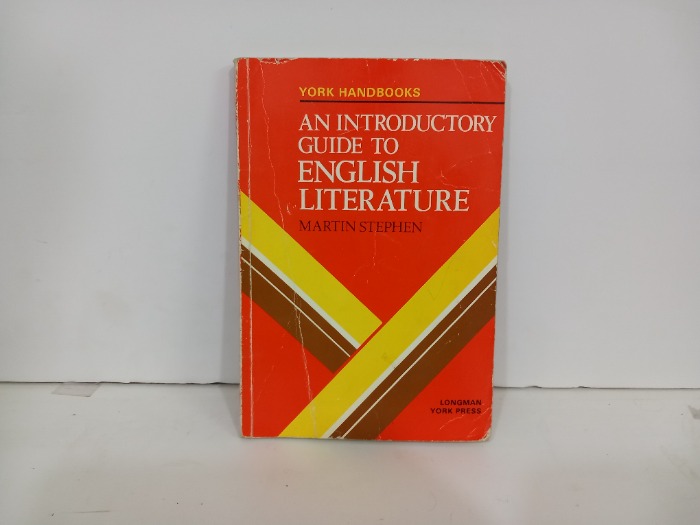 YORK HANDBOOKS
AN INTRODUCTORY
GUIDE TO
ENGLISH
LITERATURE
MARTIN STEPHEN
LONGMAN
YORK PRESS